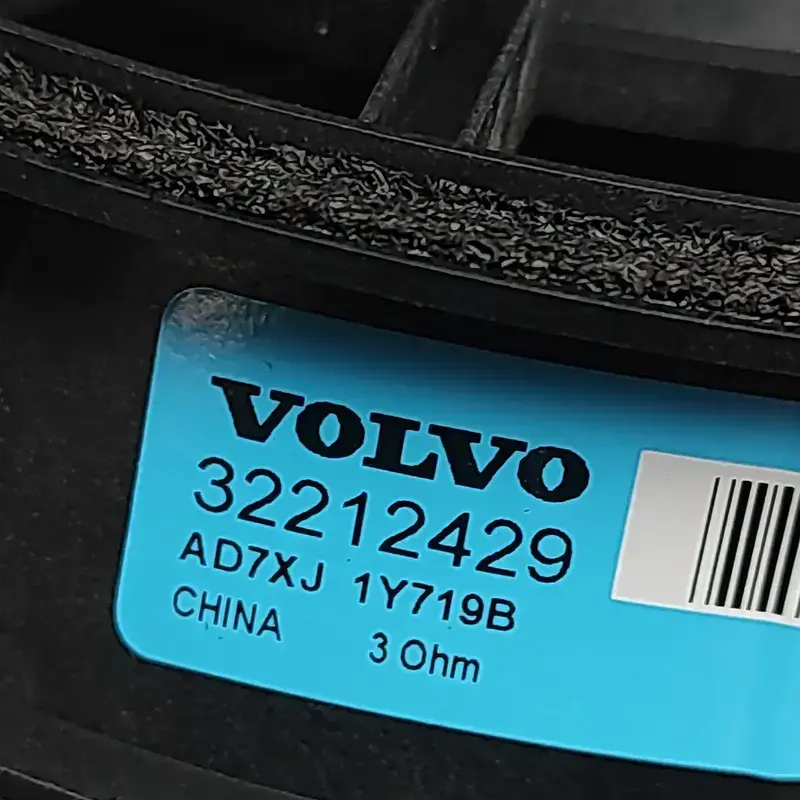 VOLVO
32212429
AD7XJ 1Y719B
CHINA 3 Ohm